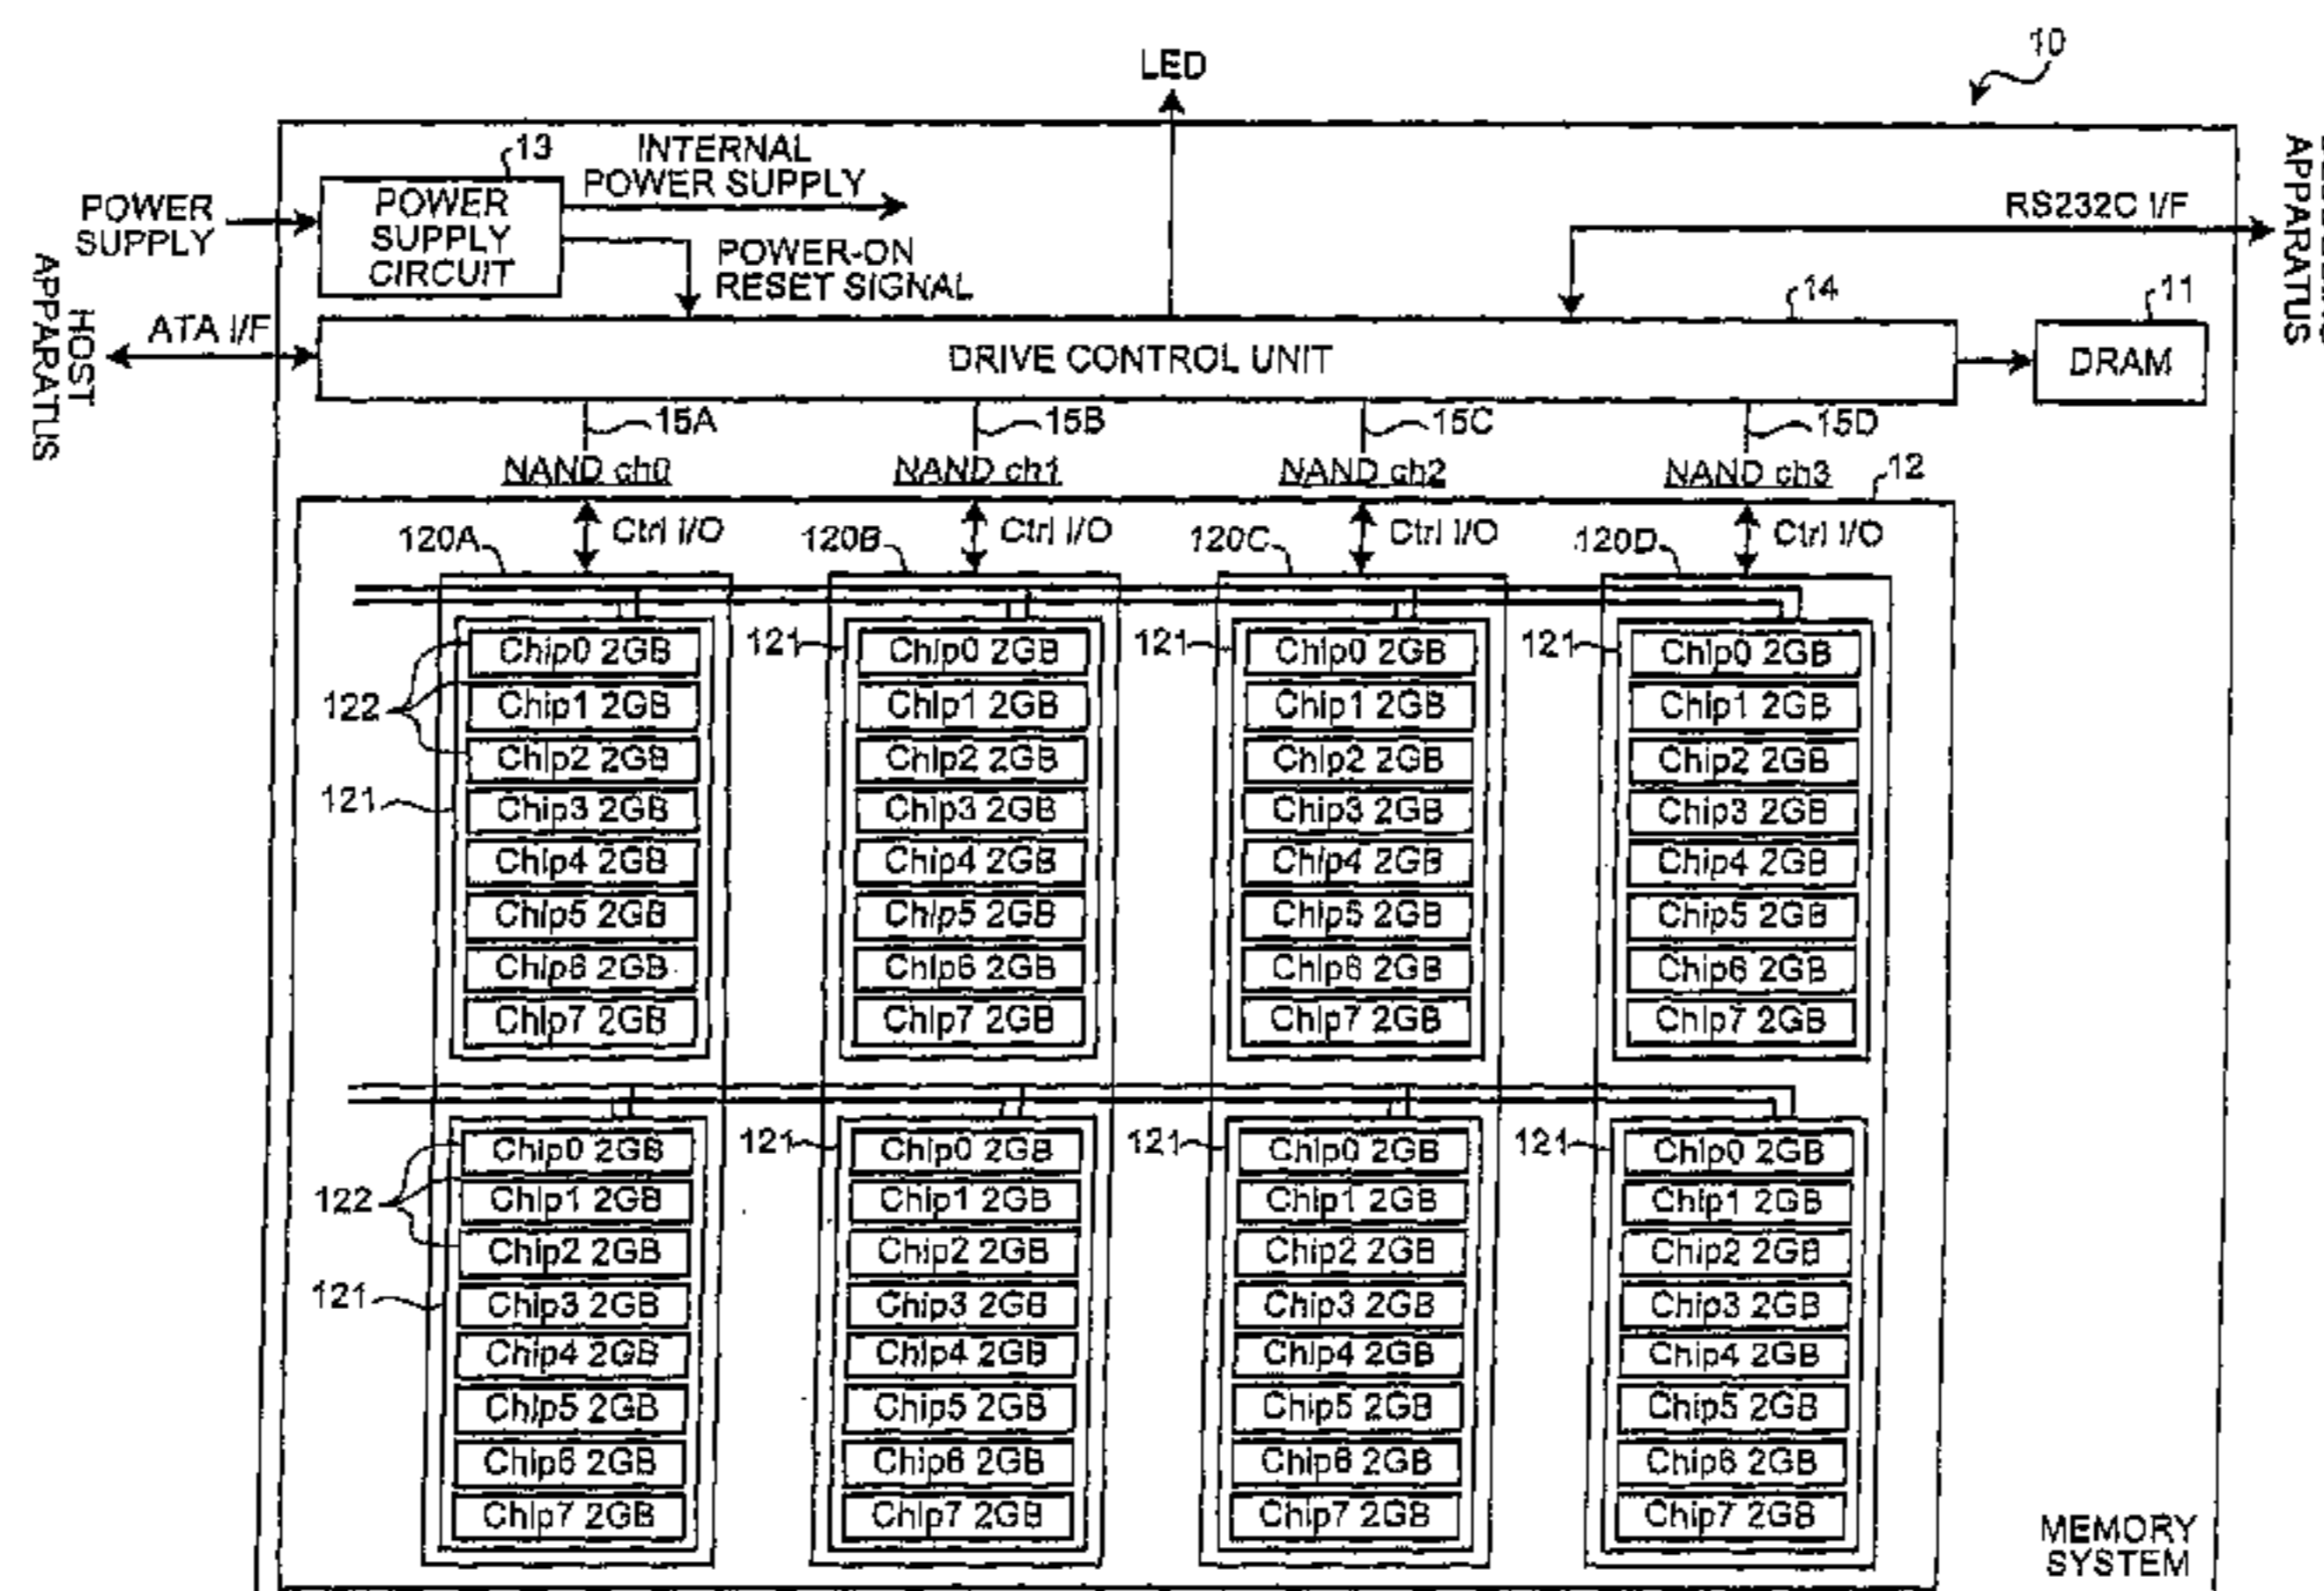 10
LED
13
INTERNAL
POWER SUPPLY
POWER
SUPPLY
POWER
SUPPLY
CIRCUIT
POWER-ON
RESET SIGNAL
RS232C I/F
APPARATUS
HOST
APPARATUS
ATA I/F
14
11
DRIVE CONTROL UNIT
DRAM
15A
15B
15C
15D
NAND ch0
NAND ch1
NAND ch2
NAND ch3
12
120A
Ctrl I/O
120B
Ctrl I/O
120C
Ctrl I/O
120D
Ctrl I/O
Chip0 2GB
121
Chip0 2GB
121
Chip0 2GB
121
Chip0 2GB
122
Chip1 2GB
Chip1 2GB
Chip1 2GB
Chip1 2GB
Chip2 2GB
Chip2 2GB
Chip2 2GB
Chip2 2GB
121
Chip3 2GB
Chip3 2GB
Chip3 2GB
Chip3 2GB
Chip4 2GB
Chip4 2GB
Chip4 2GB
Chip4 2GB
Chip5 2GB
Chip5 2GB
Chip5 2GB
Chip5 2GB
Chip6 2GB
Chip6 2GB
Chip6 2GB
Chip6 2GB
Chip7 2GB
Chip7 2GB
Chip7 2GB
Chip7 2GB
Chip0 2GB
121
Chip0 2GB
121
Chip0 2GB
121
Chip0 2GB
122
Chip1 2GB
Chip1 2GB
Chip1 2GB
Chip1 2GB
Chip2 2GB
Chip2 2GB
Chip2 2GB
Chip2 2GB
121
Chip3 2GB
Chip3 2GB
Chip3 2GB
Chip3 2GB
Chip4 2GB
Chip4 2GB
Chip4 2GB
Chip4 2GB
Chip5 2GB
Chip5 2GB
Chip5 2GB
Chip5 2GB
Chip6 2GB
Chip6 2GB
Chip6 2GB
Chip6 2GB
Chip7 2GB
Chip7 2GB
Chip7 2GB
Chip7 2GB
MEMORY
SYSTEM